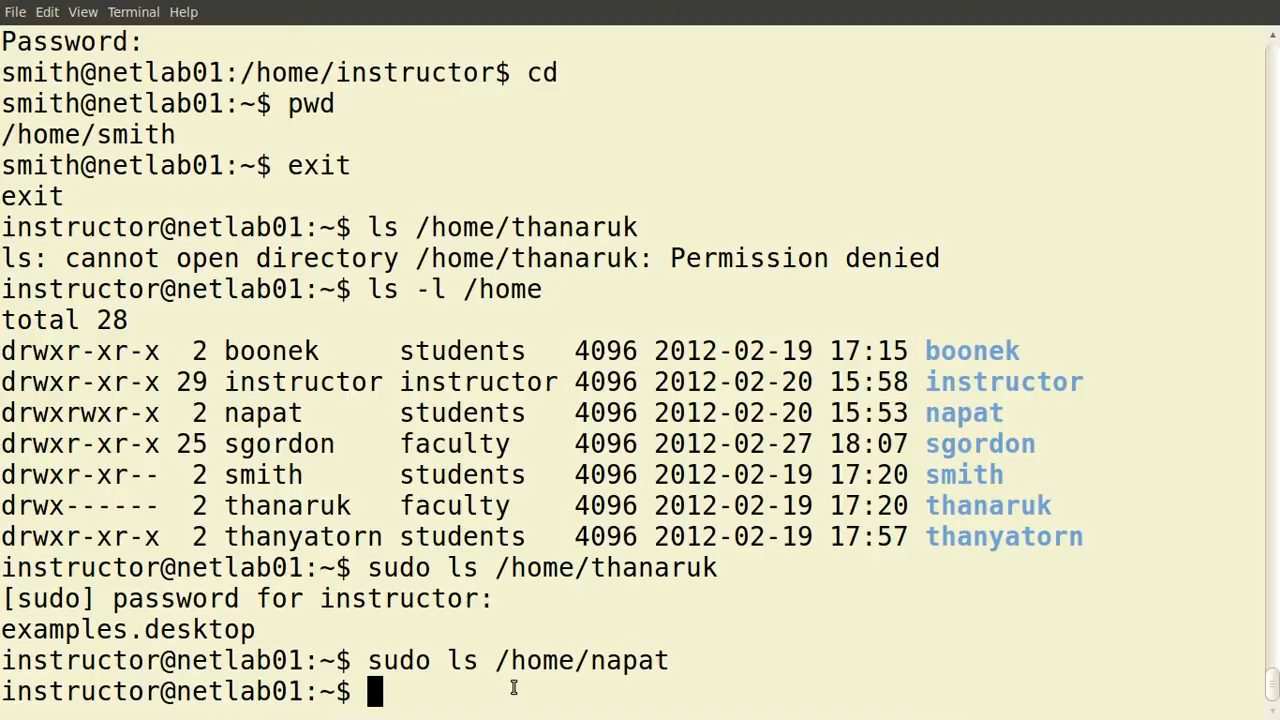 File Edit View Terminal Help
Password:
smith@netlab01:/home/instructor$ cd
smith@netlab01:~$ pwd
/home/smith
smith@netlab01:~$ exit
exit
instructor@netlab01:~$ ls /home/thanaruk
ls: cannot open directory /home/thanaruk: Permission denied
instructor@netlab01:~$ ls -l /home
total 28
drwxr-xr-x  2 boonek     students   4096 2012-02-19 17:15 boonek
drwxr-xr-x 29 instructor instructor 4096 2012-02-20 15:58 instructor
drwxrwxr-x  2 napat      students   4096 2012-02-20 15:53 napat
drwxr-xr-x 25 sgordon    faculty    4096 2012-02-27 18:07 sgordon
drwxr-xr--  2 smith      students   4096 2012-02-19 17:20 smith
drwx------  2 thanaruk   faculty    4096 2012-02-19 17:20 thanaruk
drwxr-xr-x  2 thanyatorn students   4096 2012-02-19 17:57 thanyatorn
instructor@netlab01:~$ sudo ls /home/thanaruk
[sudo] password for instructor:
examples.desktop
instructor@netlab01:~$ sudo ls /home/napat
instructor@netlab01:~$